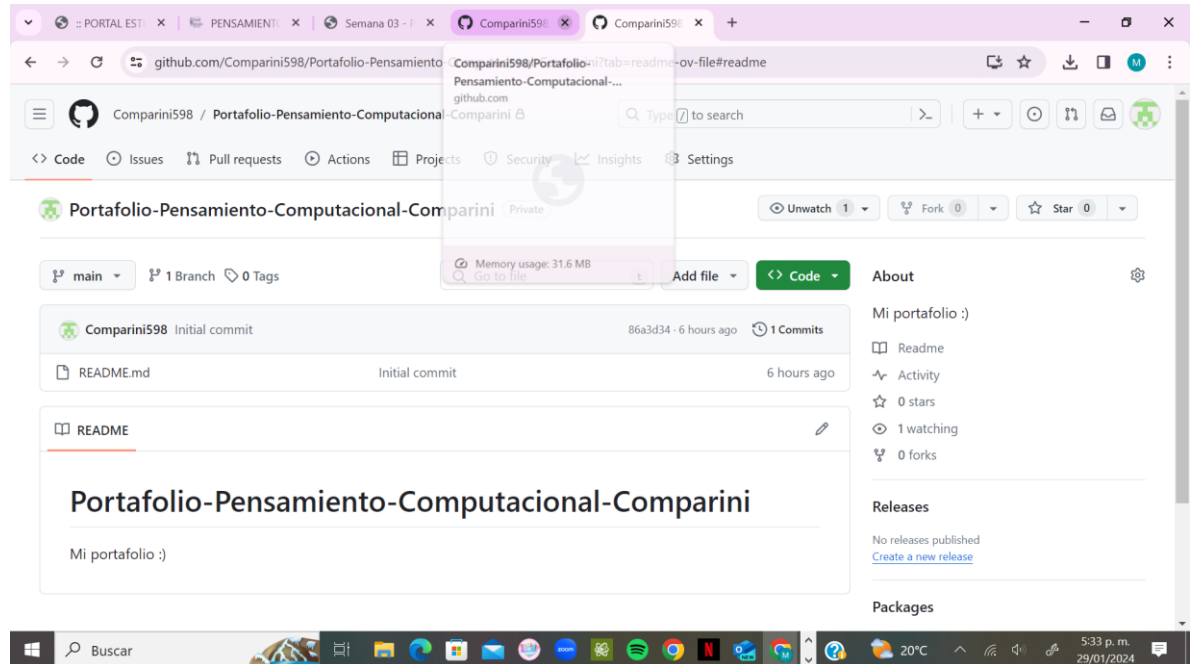 :: PORTAL EST
PENSAMIENT
Semana 03 - P
Comparini598
Comparini598
github.com/Comparini598/Portafolio-Pensamiento-Computacional-Comparini?tab=readme-ov-file#readme
Comparini598/Portafolio-Pensamiento-Computacional-...
github.com
Memory usage: 31.6 MB
M
Comparini598 / Portafolio-Pensamiento-Computacional-Comparini
Type / to search
Code
Issues
Pull requests
Actions
Projects
Security
Insights
Settings
Portafolio-Pensamiento-Computacional-Comparini Private
Unwatch 1
Fork 0
Star 0
main
1 Branch
0 Tags
Go to file t
Add file
Code
Comparini598 Initial commit
86a3d34 · 6 hours ago
1 Commits
README.md
Initial commit
6 hours ago
README
Portafolio-Pensamiento-Computacional-Comparini
Mi portafolio :)
About
Mi portafolio :)
Readme
Activity
0 stars
1 watching
0 forks
Releases
No releases published
Create a new release
Packages
Buscar
zoom
N
20°C
5:33 p. m.
29/01/2024